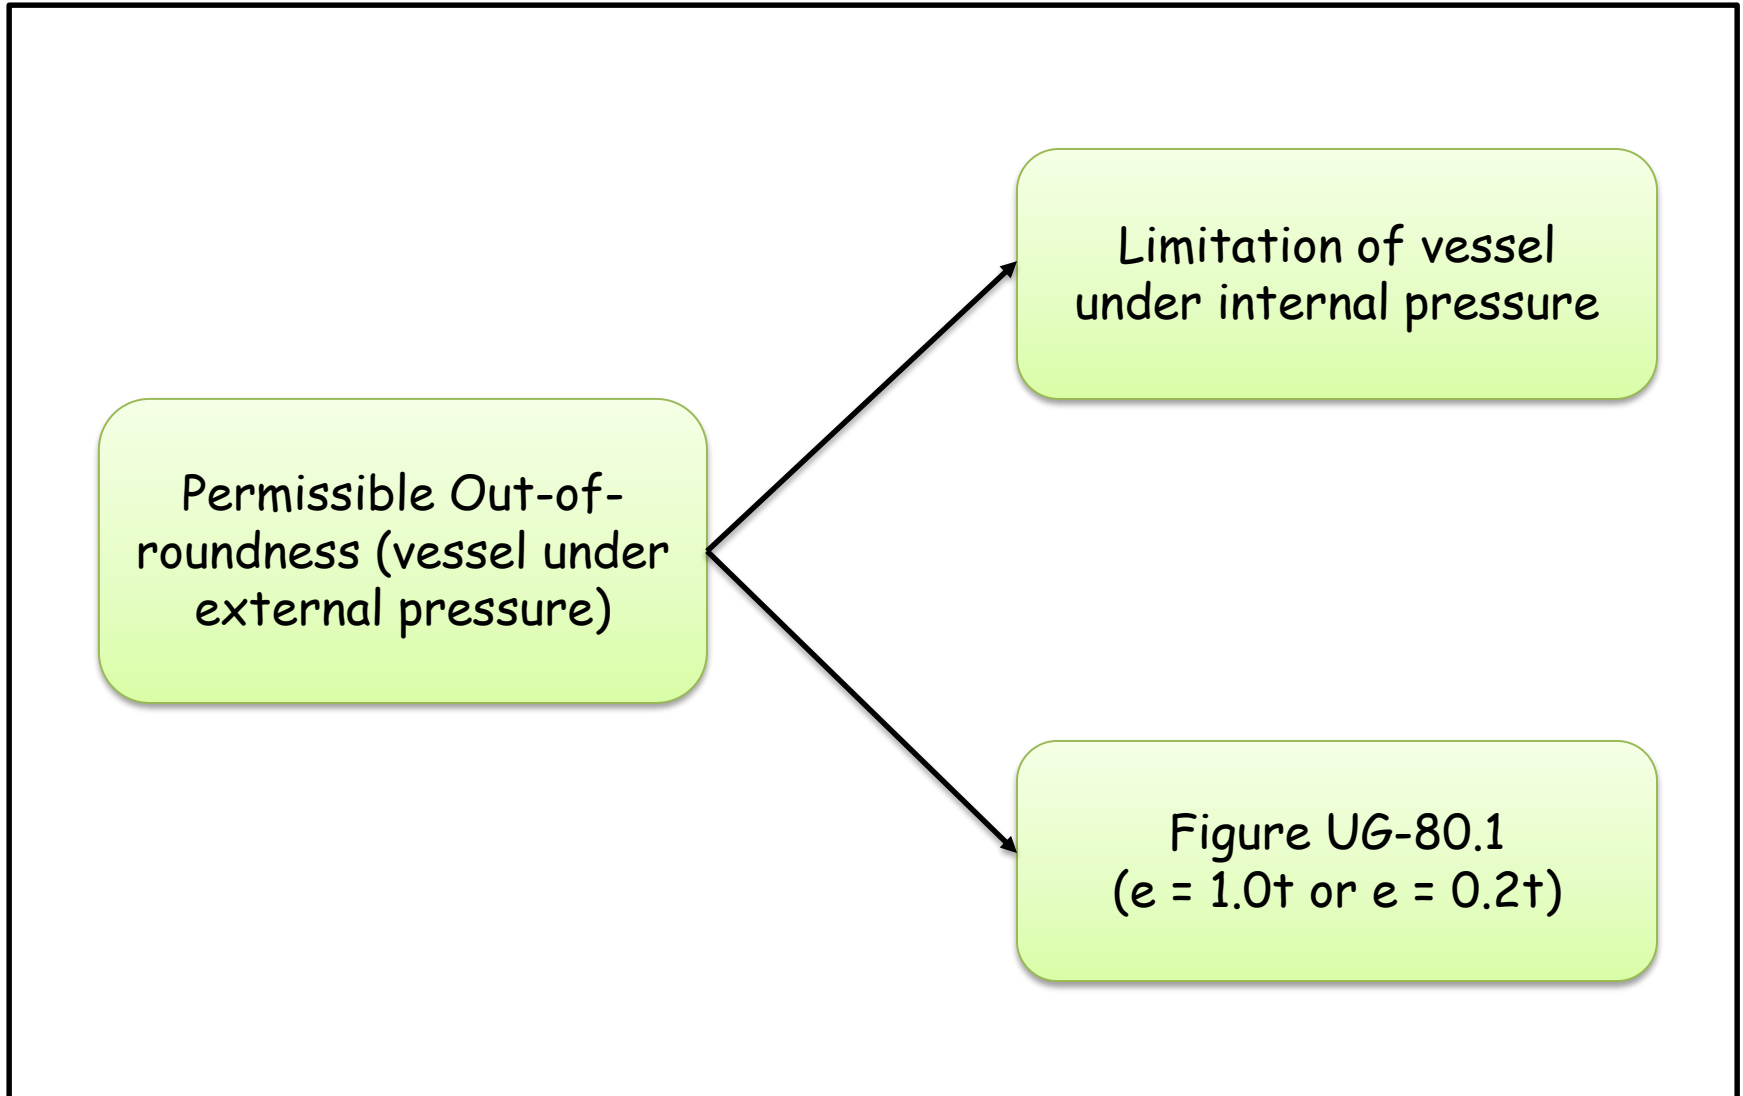 Permissible Out-of-
roundness (vessel under
external pressure)
Limitation of vessel
under internal pressure
Figure UG-80.1
(e = 1.0t or e = 0.2t)